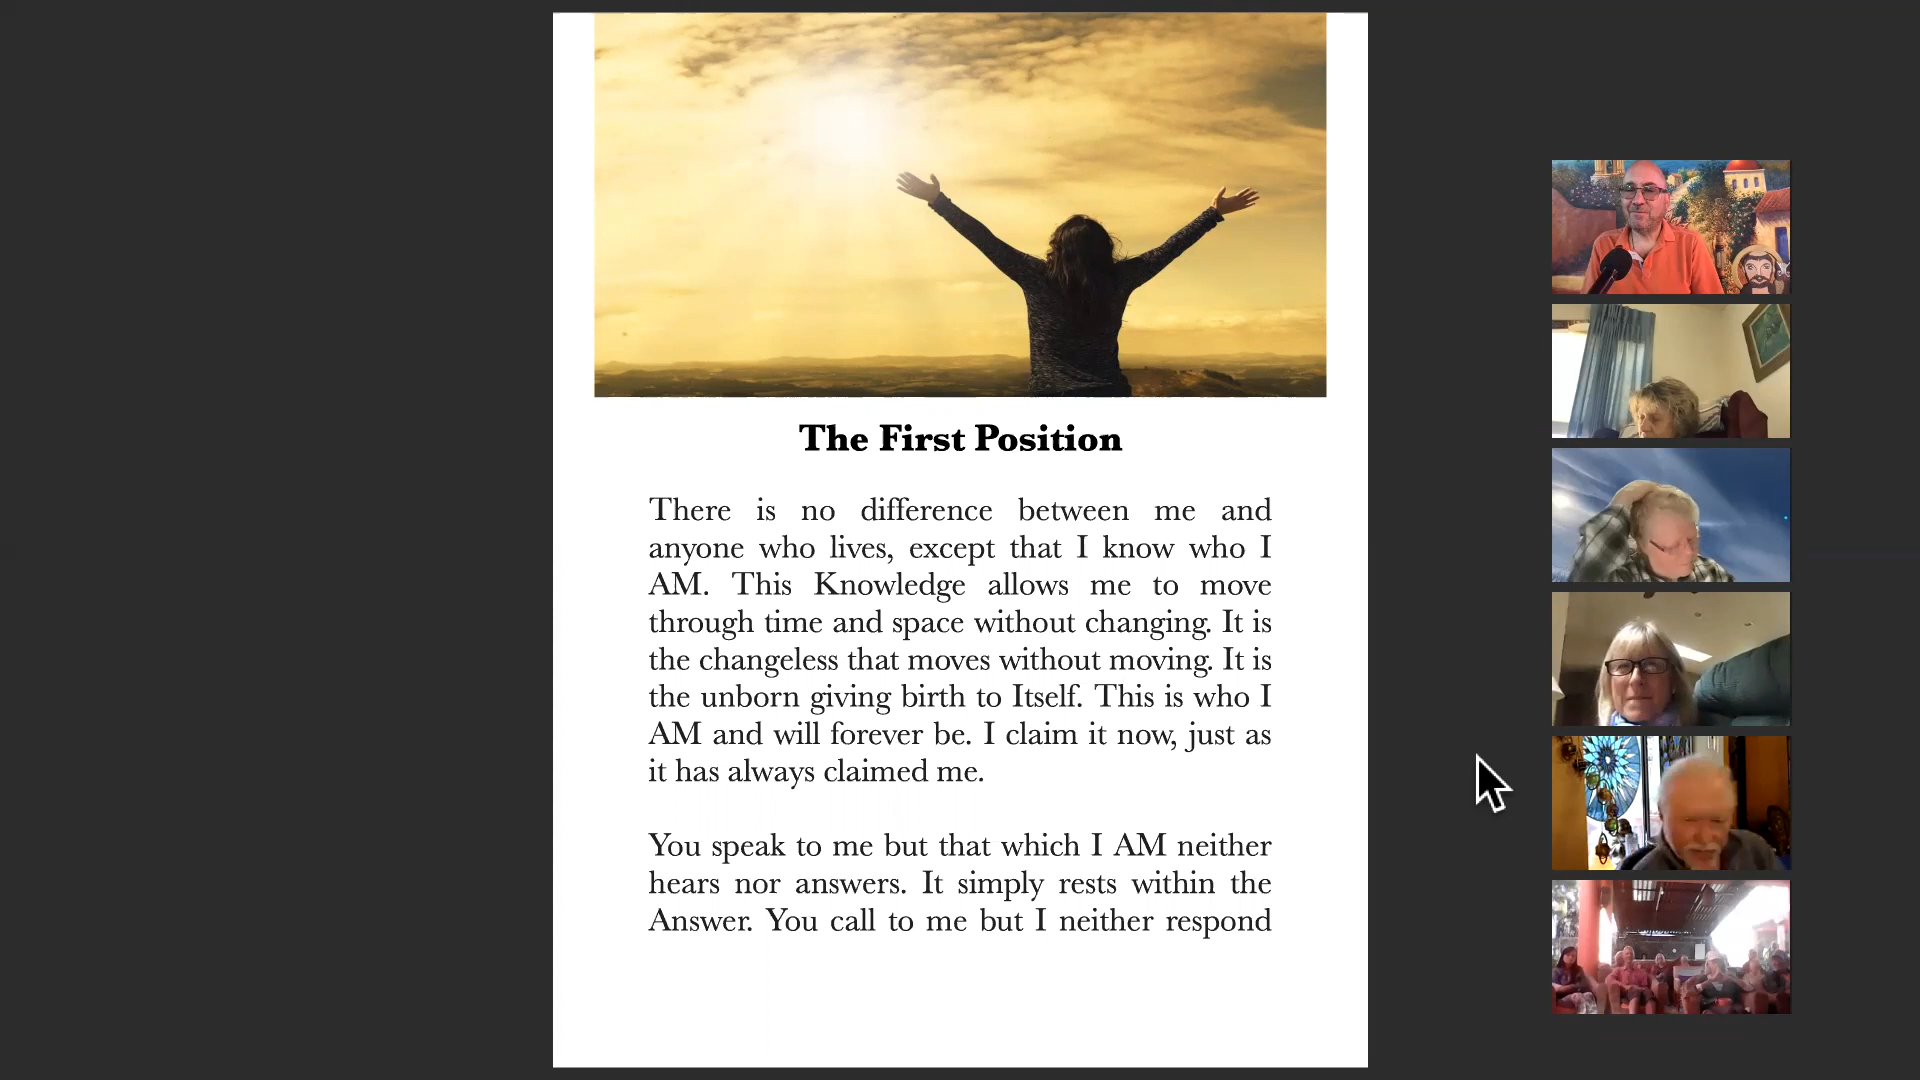 The First Position
There is no difference between me and
anyone who lives, except that I know who I
AM. This Knowledge allows me to move
through time and space without changing. It is
the changeless that moves without moving. It is
the unborn giving birth to Itself. This is who I
AM and will forever be. I claim it now, just as
it has always claimed me.
You speak to me but that which I AM neither
hears nor answers. It simply rests within the
Answer. You call to me but I neither respond